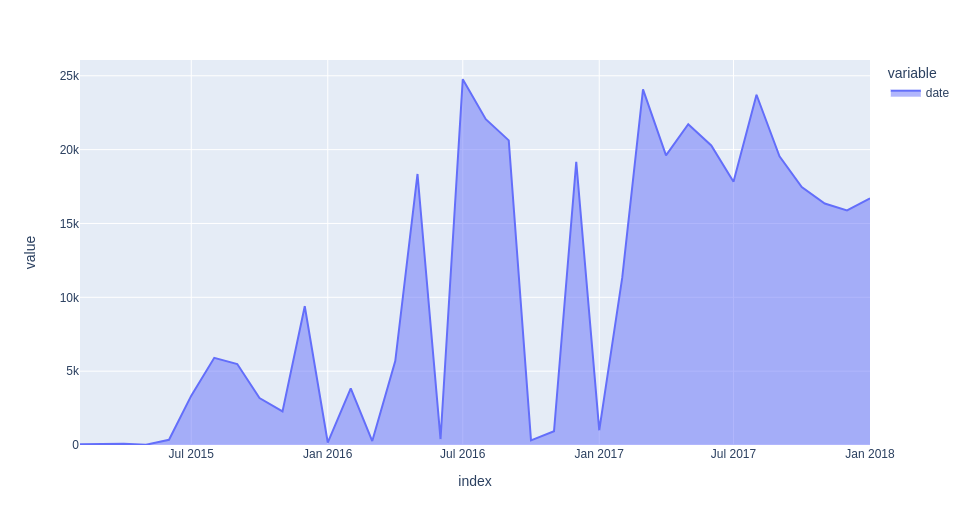 25k
20k
15k
10k
5k
0
value
Jul 2015
Jan 2016
Jul 2016
Jan 2017
Jul 2017
Jan 2018
index
variable
date